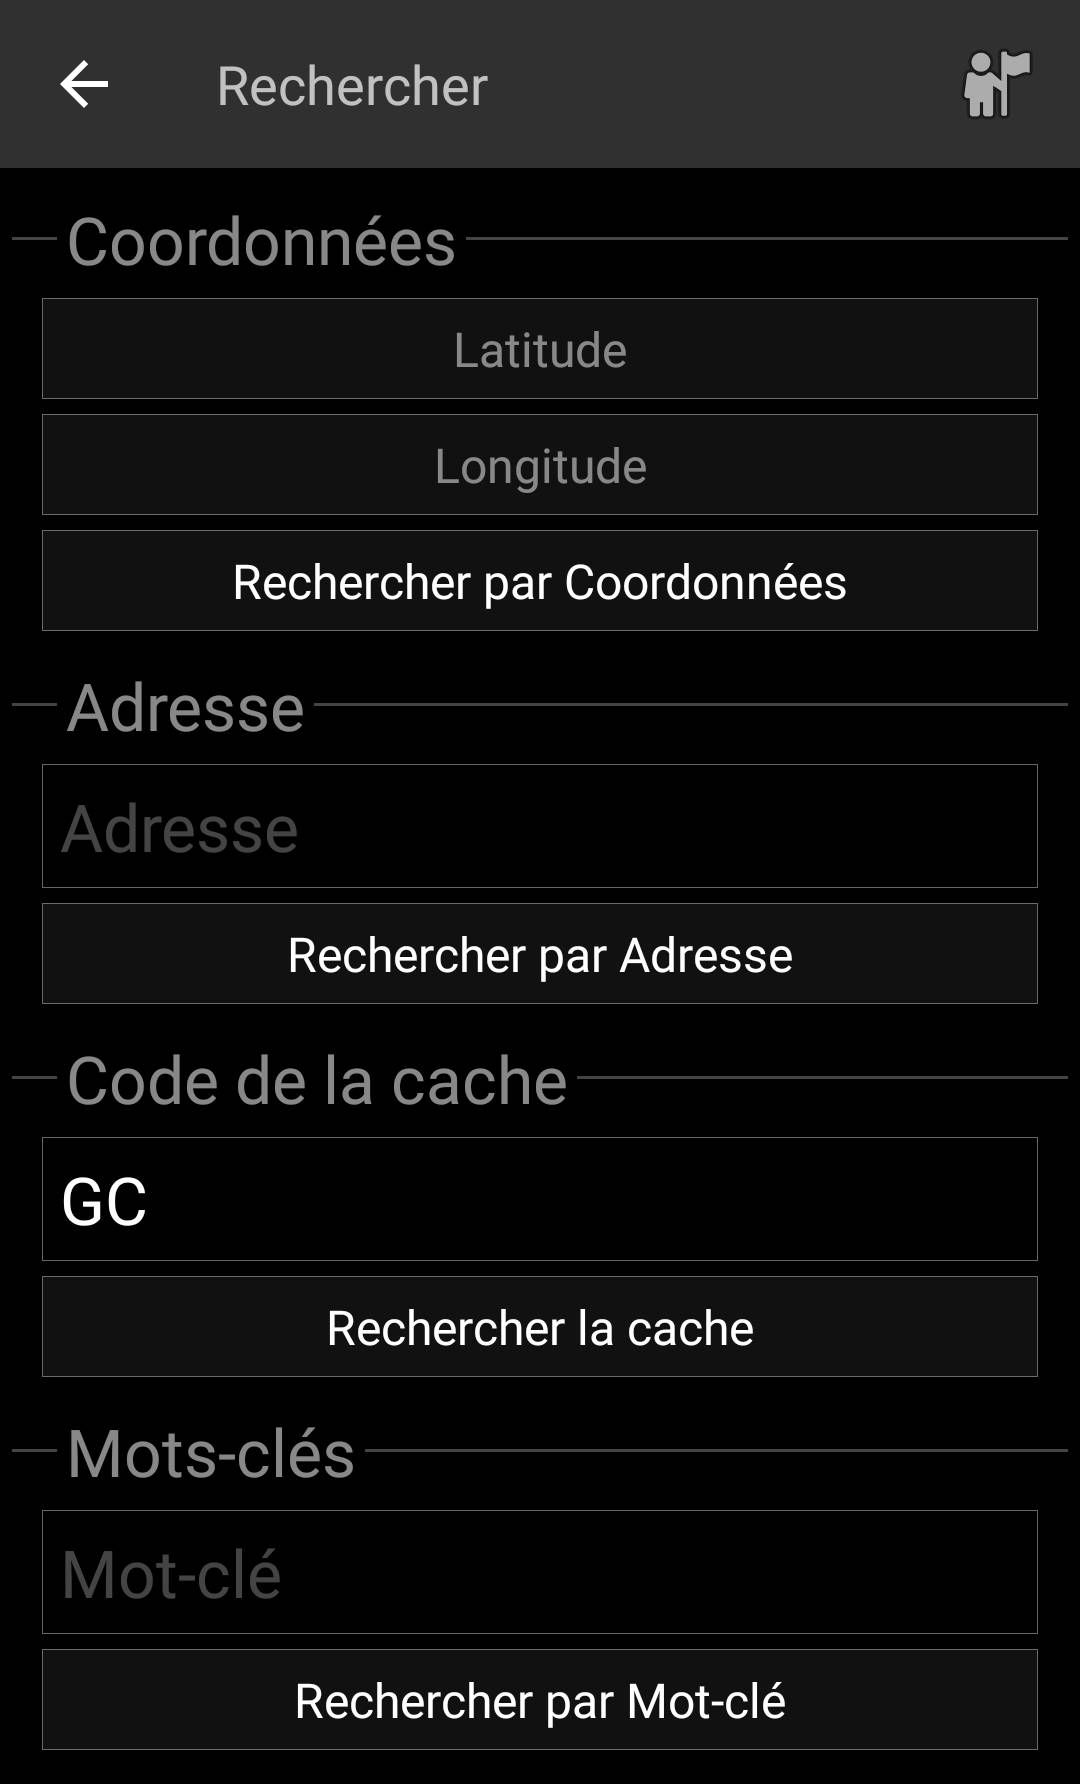 Rechercher
Coordonnées
Latitude
Longitude
Rechercher par Coordonnées
Adresse
Adresse
Rechercher par Adresse
Code de la cache
GC
Rechercher la cache
Mots-clés
Mot-clé
Rechercher par Mot-clé